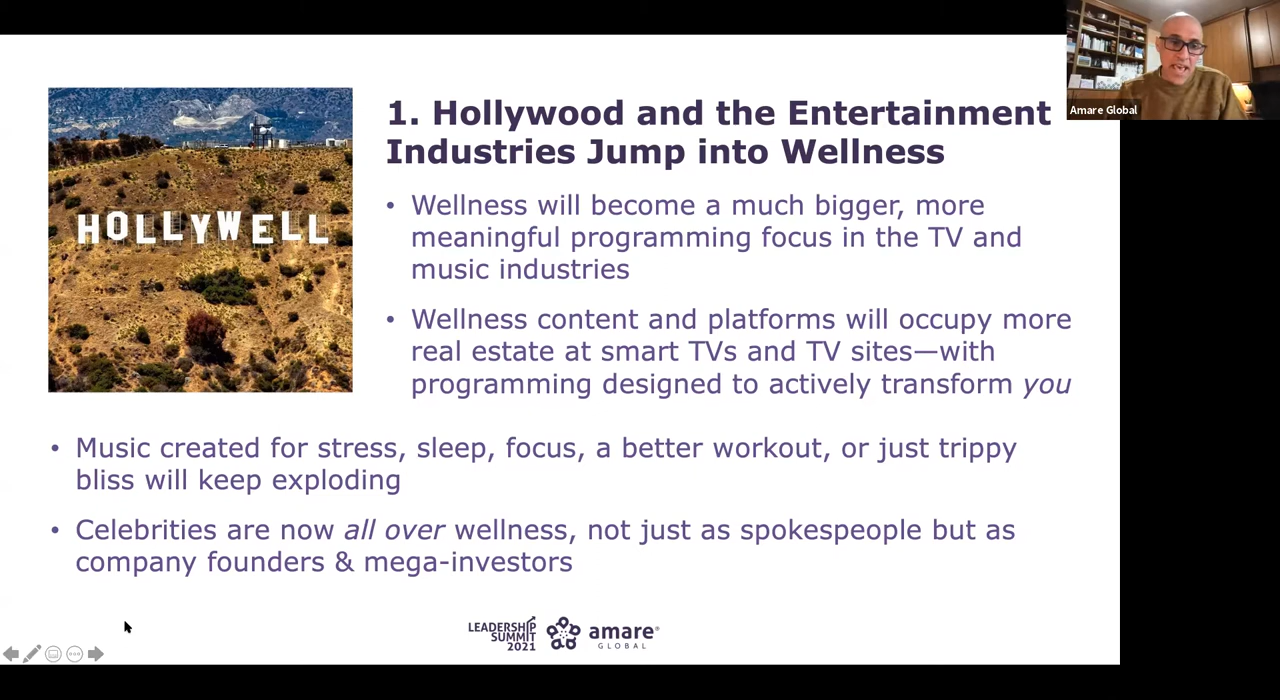 Amare Global
HOLLYWELL
1. Hollywood and the Entertainment
Industries Jump into Wellness
• Wellness will become a much bigger, more
meaningful programming focus in the TV and
music industries
• Wellness content and platforms will occupy more
real estate at smart TVs and TV sites—with
programming designed to actively transform you
• Music created for stress, sleep, focus, a better workout, or just trippy
bliss will keep exploding
• Celebrities are now all over wellness, not just as spokespeople but as
company founders & mega-investors
LEADERSHIP
SUMMIT
2021
amare®
GLOBAL